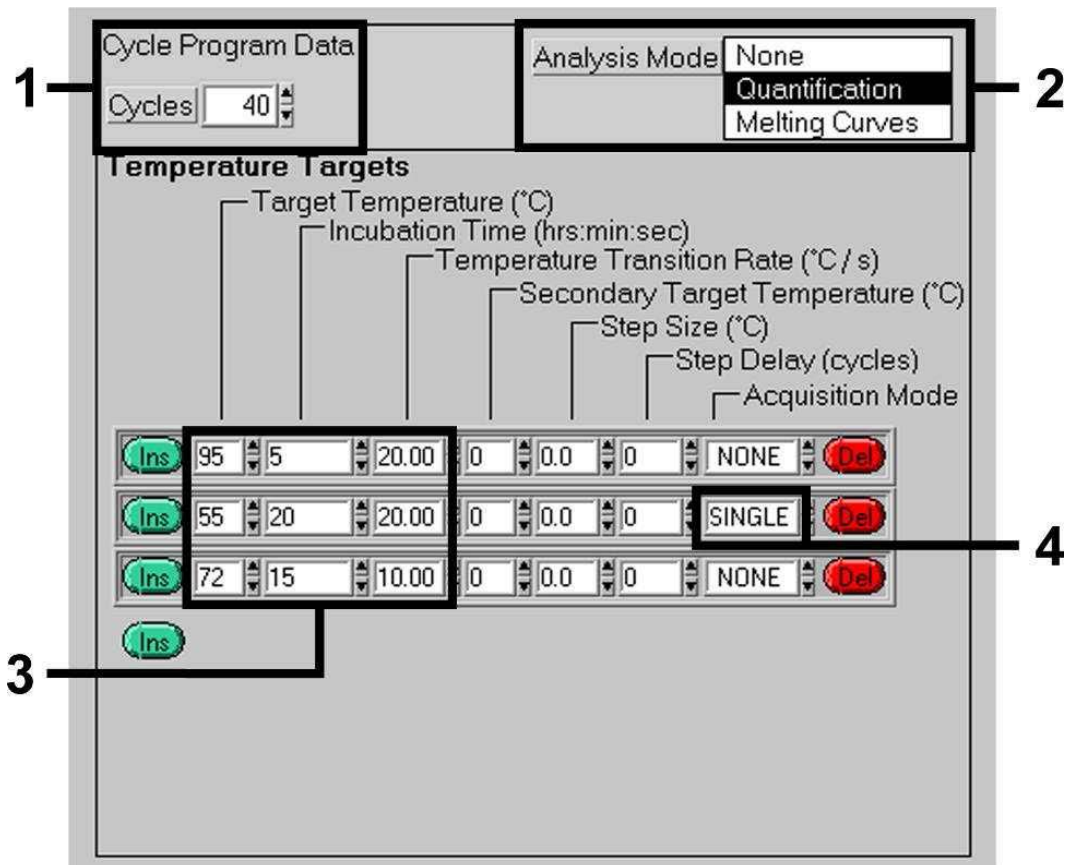 Cycle Program Data
Cycles 40
Analysis Mode None
Quantification
Melting Curves
1
2
Temperature Targets
Target Temperature (°C)
Incubation Time (hrs:min:sec)
Temperature Transition Rate (°C / s)
Secondary Target Temperature (°C)
Step Size (°C)
Step Delay (cycles)
Acquisition Mode
Ins 95 5 20.00 0 0.0 0 NONE Del
Ins 55 20 20.00 0 0.0 0 SINGLE Del
4
Ins 72 15 10.00 0 0.0 0 NONE Del
Ins
3